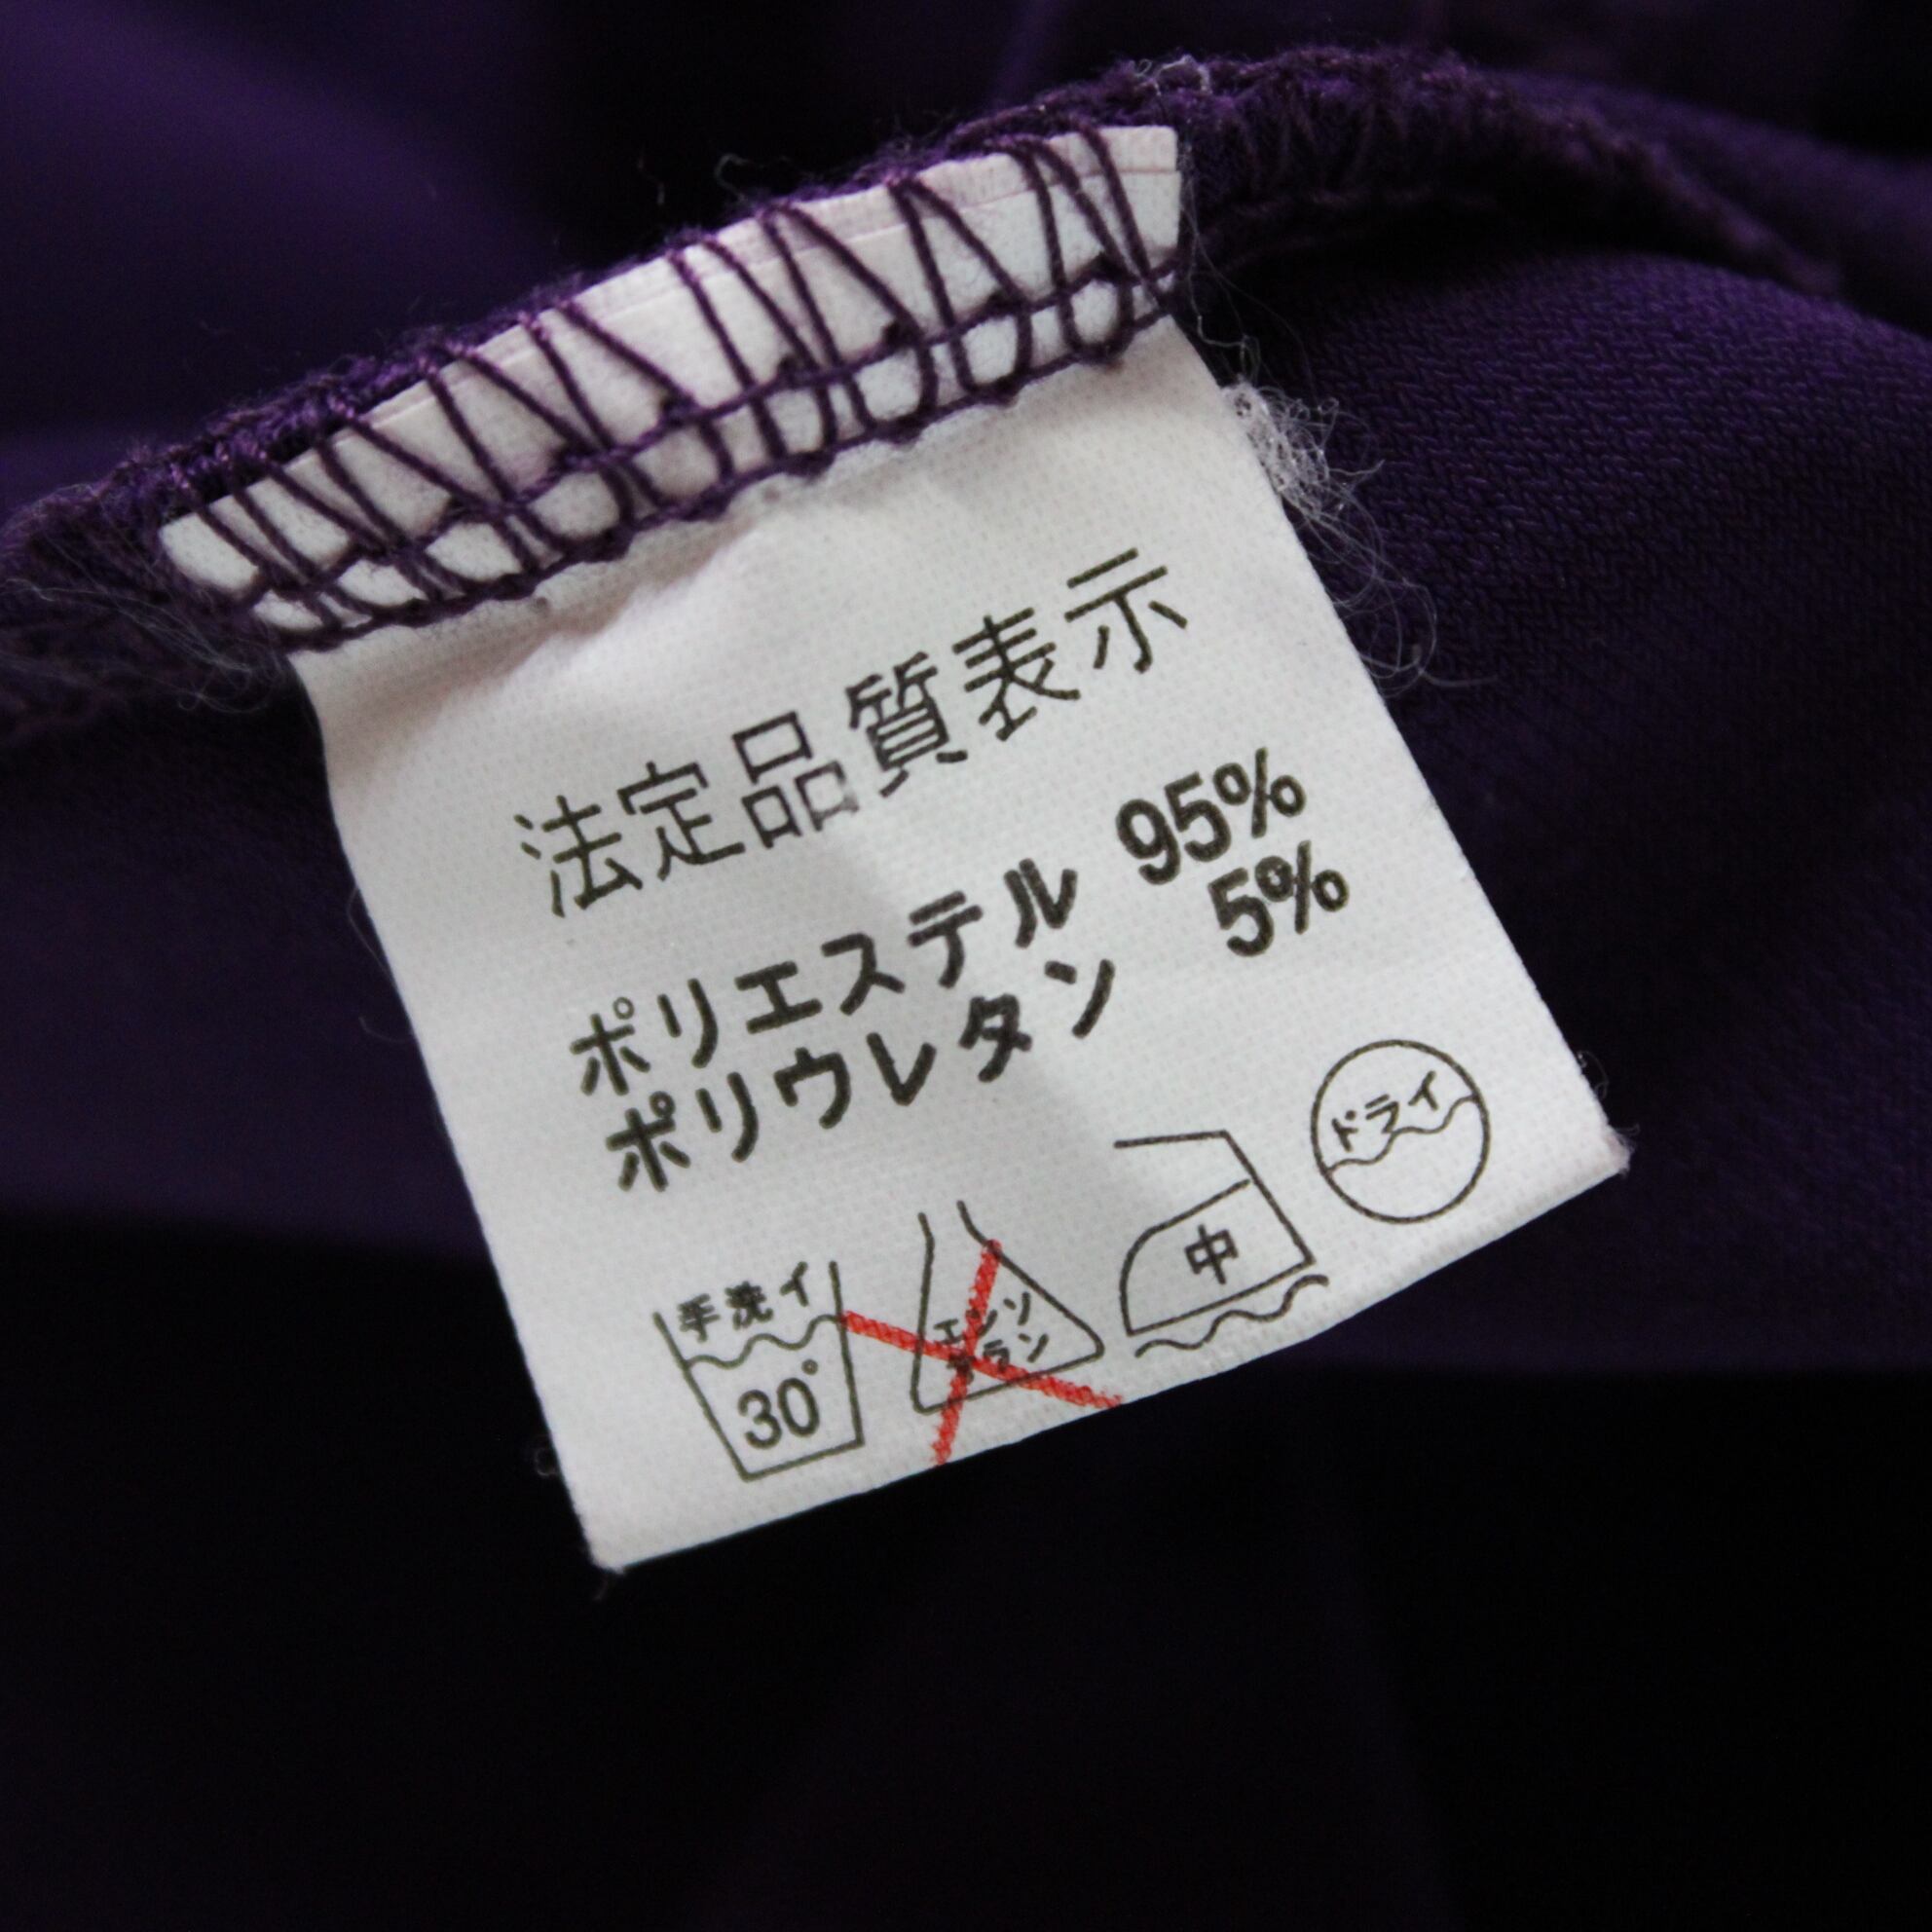 法定品質表示
ポリエステル 95%
ポリウレタン 5%
手洗イ
30°
エンソ
サラシ
中
ドライ